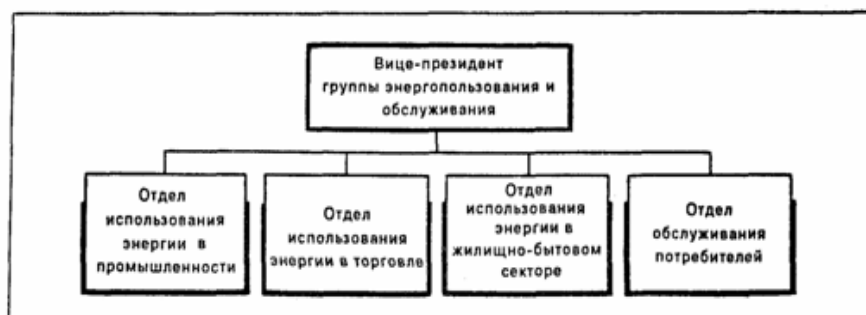 Вице-президент
группы энергопользования и
обслуживания
Отдел
использования
энергии в
промышленности
Отдел
использования
энергии в торговле
Отдел
использования
энергии в
жилищно-бытовом
секторе
Отдел
обслуживания
потребителей